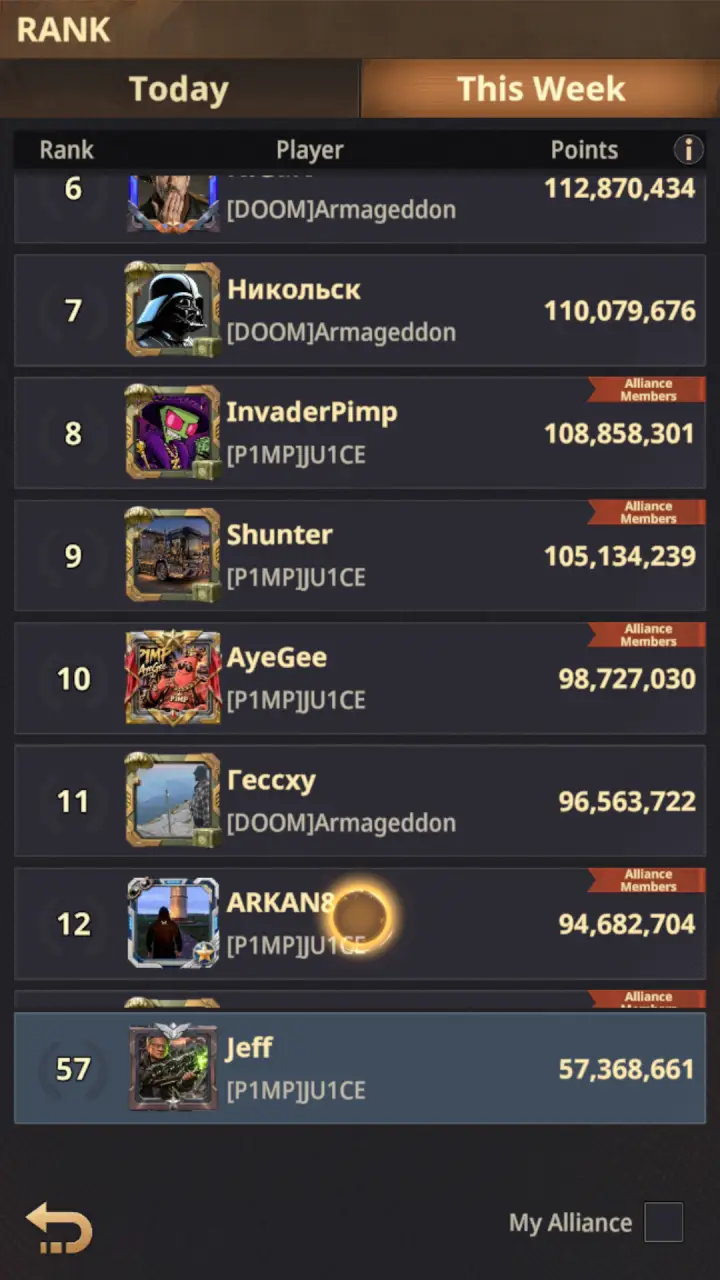 RANK
Today
This Week
Rank
Player
Points
6
[DOOM]Armageddon
112,870,434
7
Никольск
[DOOM]Armageddon
110,079,676
Alliance
Members
8
InvaderPimp
[P1MP]JU1CE
108,858,301
Alliance
Members
9
Shunter
[P1MP]JU1CE
105,134,239
Alliance
Members
10
AyeGee
[P1MP]JU1CE
98,727,030
11
Гессху
[DOOM]Armageddon
96,563,722
Alliance
Members
12
ARKAN8
[P1MP]JU1CE
94,682,704
Alliance
57
Jeff
[P1MP]JU1CE
57,368,661
My Alliance